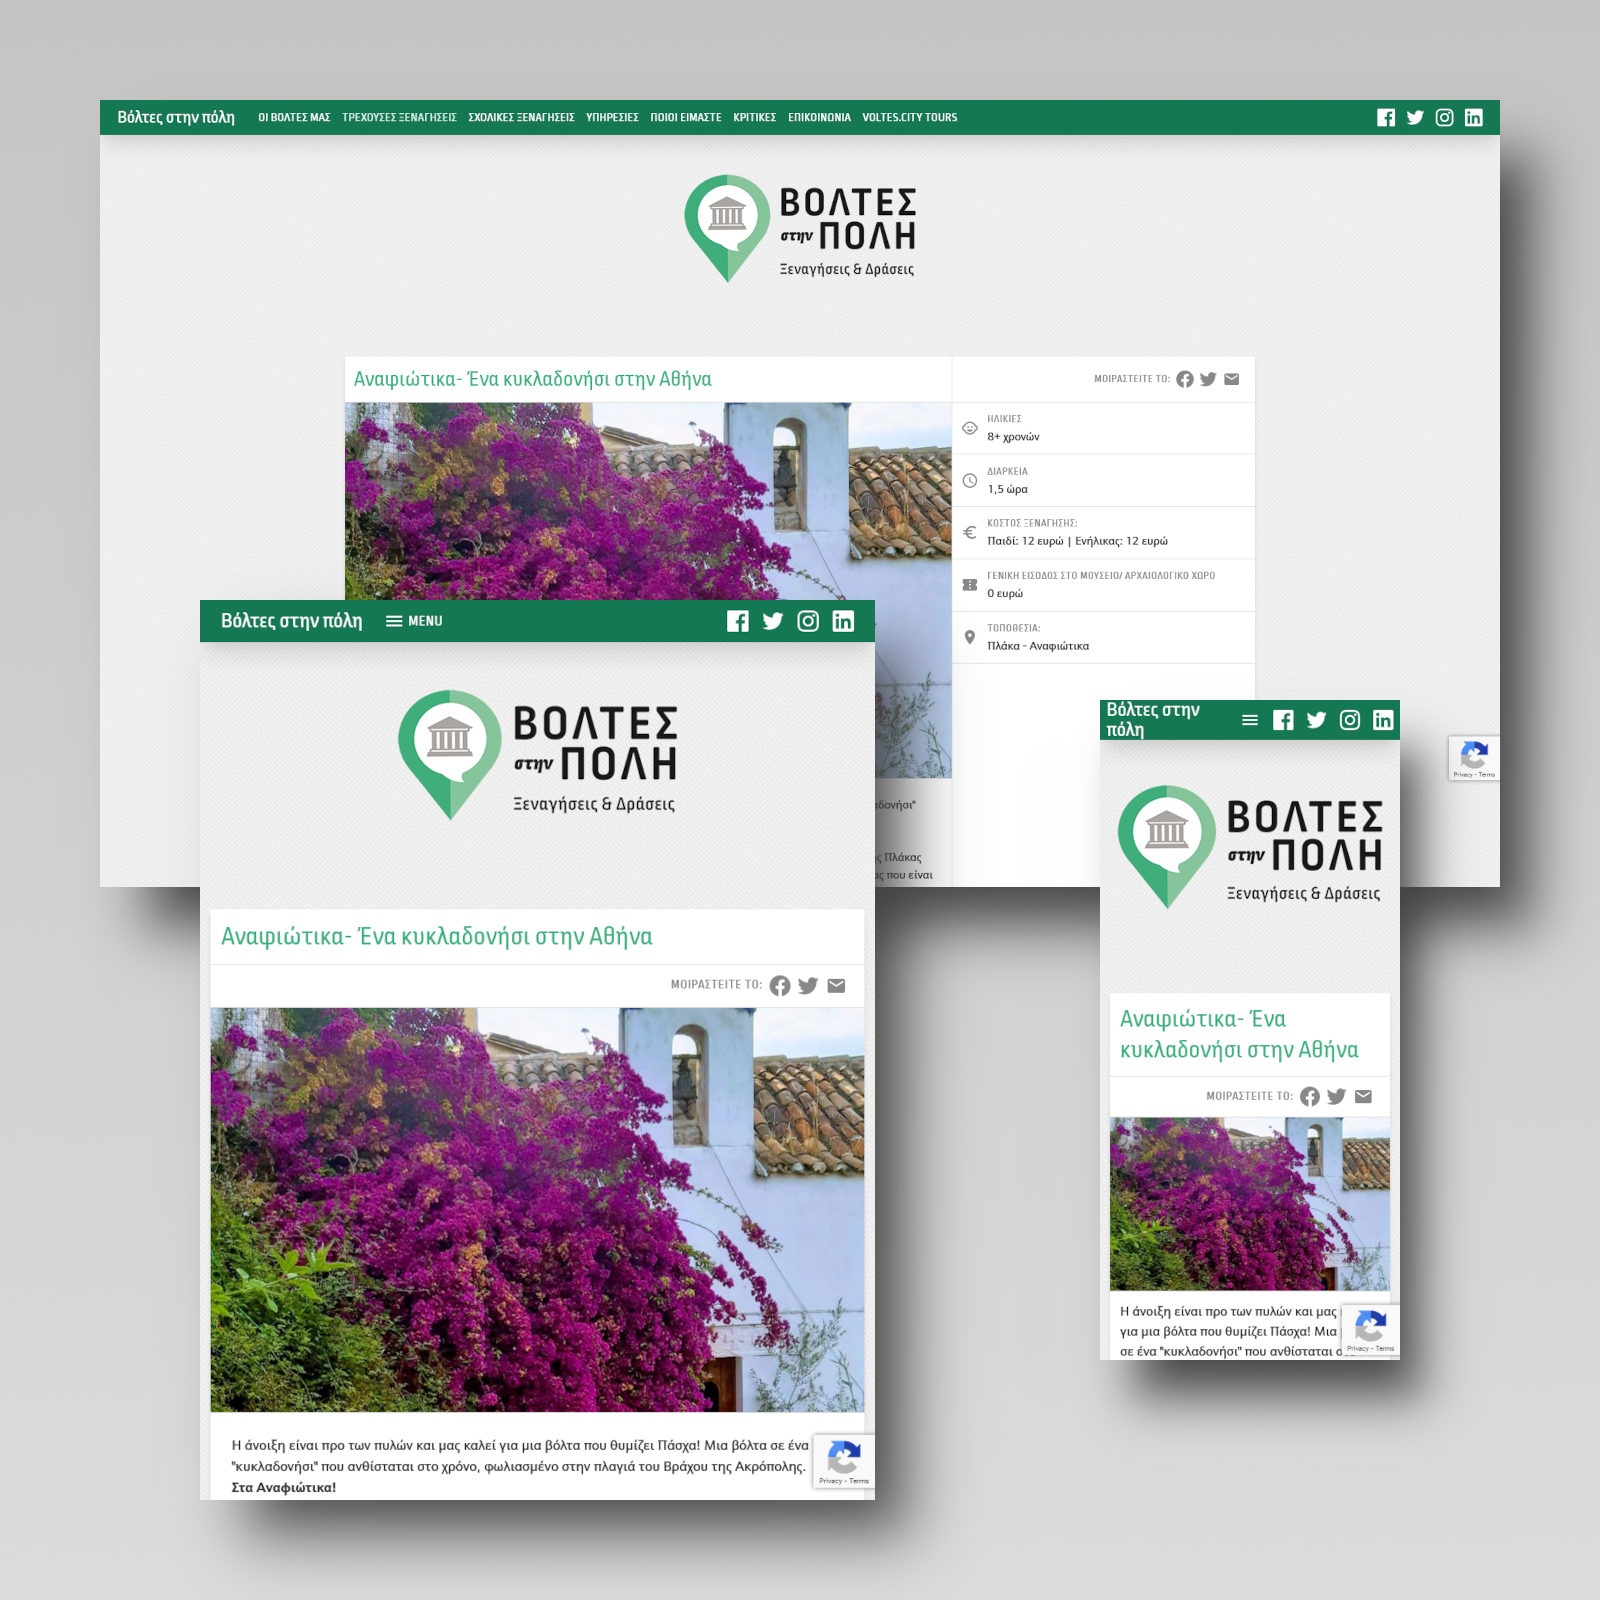 Βόλτες στην πόλη
ΟΙ ΒΟΛΤΕΣ ΜΑΣ ΤΡΕΧΟΥΣΕΣ ΞΕΝΑΓΗΣΕΙΣ ΣΧΟΛΙΚΕΣ ΞΕΝΑΓΗΣΕΙΣ ΥΠΗΡΕΣΙΕΣ ΠΟΙΟΙ ΕΙΜΑΣΤΕ ΚΡΙΤΙΚΕΣ ΕΠΙΚΟΙΝΩΝΙΑ VOLTES.CITY TOURS
ΒΟΛΤΕΣ
στην ΠΟΛΗ
Ξεναγήσεις & Δράσεις
Αναφιώτικα- Ένα κυκλαδονήσι στην Αθήνα
ΜΟΙΡΑΣΤΕΙΤΕ ΤΟ:
ΗΛΙΚΙΕΣ
8+ χρονών
ΔΙΑΡΚΕΙΑ
1,5 ώρα
ΚΟΣΤΟΣ ΞΕΝΑΓΗΣΗΣ:
Παιδί: 12 ευρώ | Ενήλικας: 12 ευρώ
ΓΕΝΙΚΗ ΕΙΣΟΔΟΣ ΣΤΟ ΜΟΥΣΕΙΟ/ ΑΡΧΑΙΟΛΟΓΙΚΟ ΧΩΡΟ
0 ευρώ
ΤΟΠΟΘΕΣΙΑ:
Πλάκα - Αναφιώτικα
Πλάκας
που είναι
Privacy - Terms
Βόλτες στην πόλη MENU
ΒΟΛΤΕΣ
στην ΠΟΛΗ
Ξεναγήσεις & Δράσεις
Αναφιώτικα- Ένα κυκλαδονήσι στην Αθήνα
ΜΟΙΡΑΣΤΕΙΤΕ ΤΟ:
Η άνοιξη είναι προ των πυλών και μας καλεί για μια βόλτα που θυμίζει Πάσχα! Μια βόλτα σε ένα
"κυκλαδονήσι" που ανθίσταται στο χρόνο, φωλιασμένο στην πλαγιά του Βράχου της Ακρόπολης.
Στα Αναφιώτικα!
Privacy - Terms
Βόλτες στην
πόλη
ΒΟΛΤΕΣ
στην ΠΟΛΗ
Ξεναγήσεις & Δράσεις
Αναφιώτικα- Ένα
κυκλαδονήσι στην Αθήνα
ΜΟΙΡΑΣΤΕΙΤΕ ΤΟ:
Η άνοιξη είναι προ των πυλών και μας
για μια βόλτα που θυμίζει Πάσχα! Μια
σε ένα "κυκλαδονήσι" που ανθίσταται
Privacy - Terms